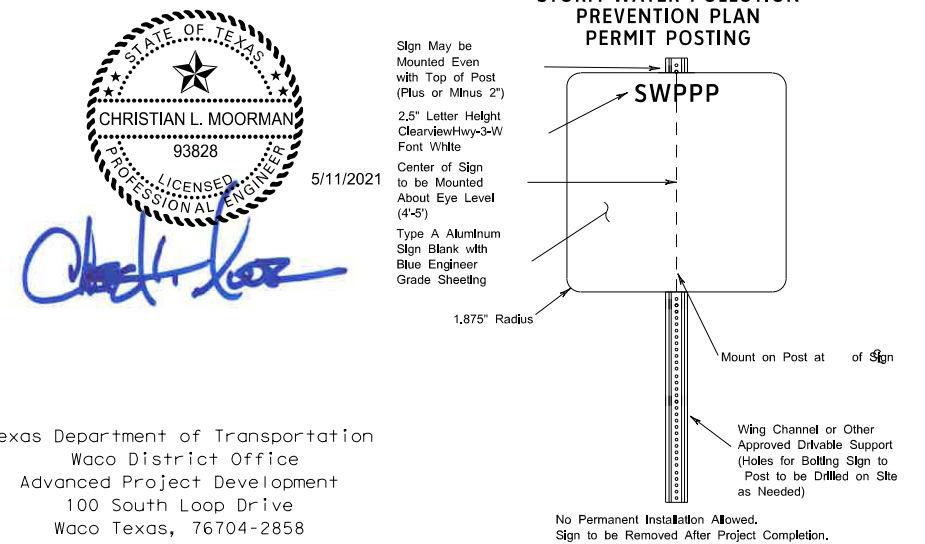 STATE OF TEXAS
CHRISTIAN L. MOORMAN
93828
LICENSED
PROFESSIONAL ENGINEER
5/11/2021
exas Department of Transportation
Waco District Office
Advanced Project Development
100 South Loop Drive
Waco Texas, 76704-2858
STORM WATER POLLUTION
PREVENTION PLAN
PERMIT POSTING
Sign May be
Mounted Even
with Top of Post
(Plus or Minus 2")
2.5" Letter Height
ClearviewHwy-3-W
Font White
Center of Sign
to be Mounted
About Eye Level
(4'-5')
Type A Aluminum
Sign Blank with
Blue Engineer
Grade Sheeting
1.875" Radius
SWPPP
Mount on Post at of Sign
Wing Channel or Other
Approved Drivable Support
(Holes for Bolting Sign to
Post to be Drilled on Site
as Needed)
No Permanent Installation Allowed.
Sign to be Removed After Project Completion.